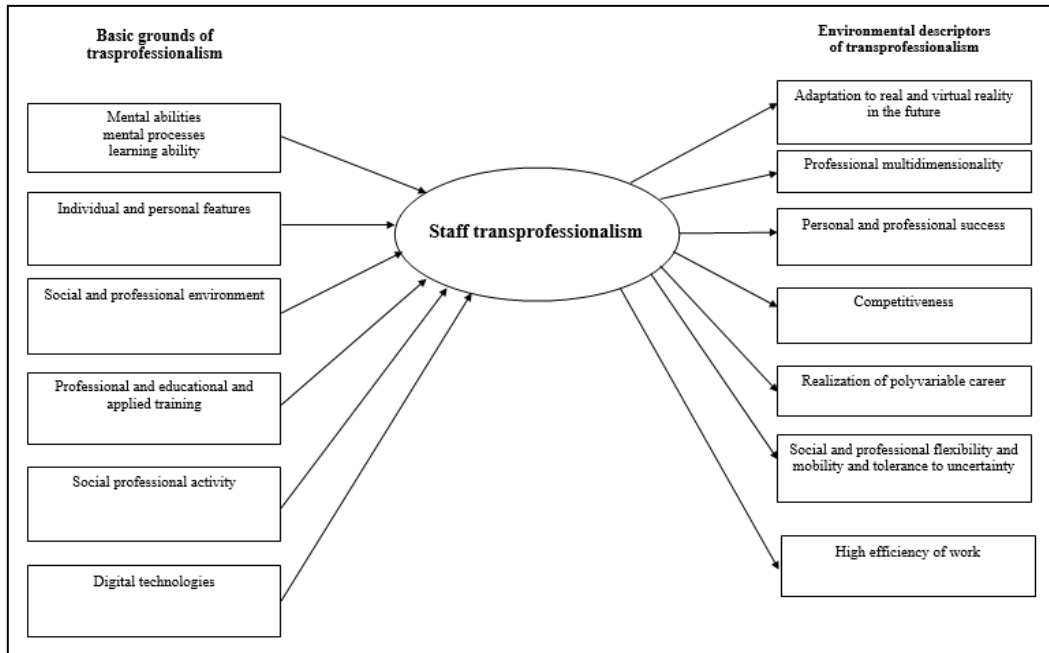 Basic grounds of
trasprofessionalism
Mental abilities
mental processes
learning ability
Individual and personal features
Social and professional environment
Professional and educational and
applied training
Social professional activity
Digital technologies
Staff transprofessionalism
Environmental descriptors
of transprofessionalism
Adaptation to real and virtual reality
in the future
Professional multidimensionality
Personal and professional success
Competitiveness
Realization of polyvariable career
Social and professional flexibility and
mobility and tolerance to uncertainty
High efficiency of work